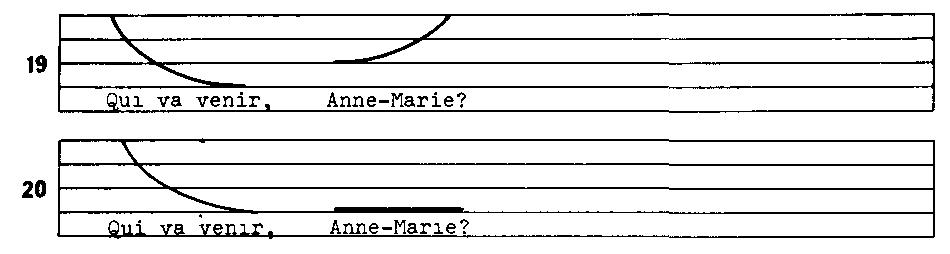 19
Qui va venir, Anne-Marie?
20
Qui va venir, Anne-Marie?